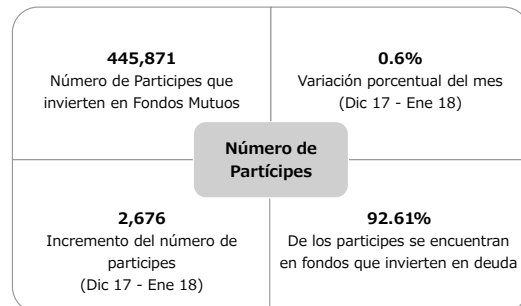 445,871
Número de Participes que
invierten en Fondos Mutuos
0.6%
Variación porcentual del mes
(Dic 17 - Ene 18)
Número de
Partícipes
2,676
Incremento del número de
participes
(Dic 17 - Ene 18)
92.61%
De los participes se encuentran
en fondos que invierten en deuda